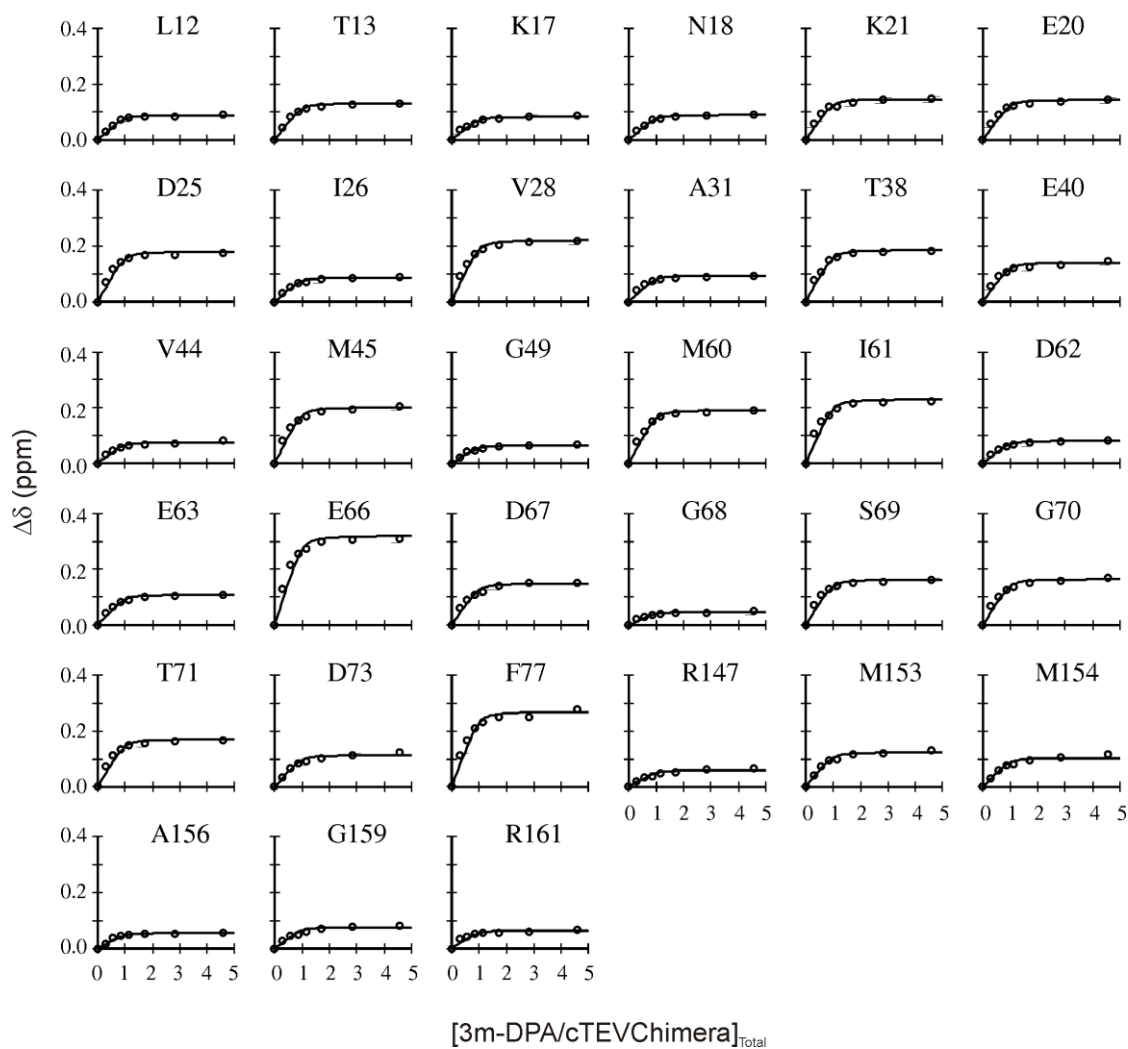 L12 T13 K17 N18 K21 E20
0.4
0.2
0.0
D25 I26 V28 A31 T38 E40
0.4
0.2
0.0
V44 M45 G49 M60 I61 D62
0.4
0.2
0.0
E63 E66 D67 G68 S69 G70
0.4
0.2
0.0
T71 D73 F77 R147 M153 M154
0.4
0.2
0.0
0 1 2 3 4 5 0 1 2 3 4 5 0 1 2 3 4 5
A156 G159 R161
0.4
0.2
0.0
0 1 2 3 4 5 0 1 2 3 4 5 0 1 2 3 4 5
Δδ (ppm)
[3m-DPA/cTEVChimera]Total